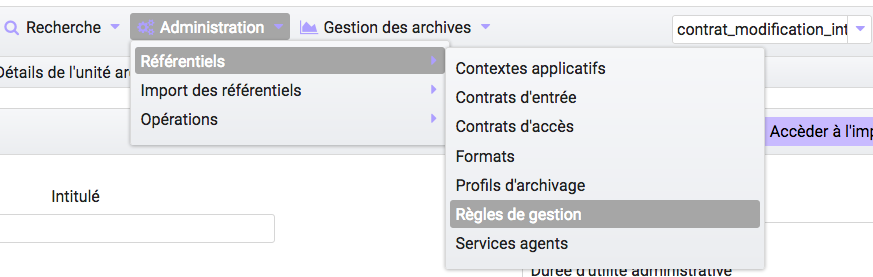 Recherche Administration Gestion des archives contrat_modification_int
Détails de l'unité ar
Référentiels
Import des référentiels
Opérations
Contextes applicatifs
Contrats d'entrée
Contrats d'accès
Formats
Profils d'archivage
Règles de gestion
Services agents
Accèder à l'imp
Intitulé
Durée d'utilité administrative